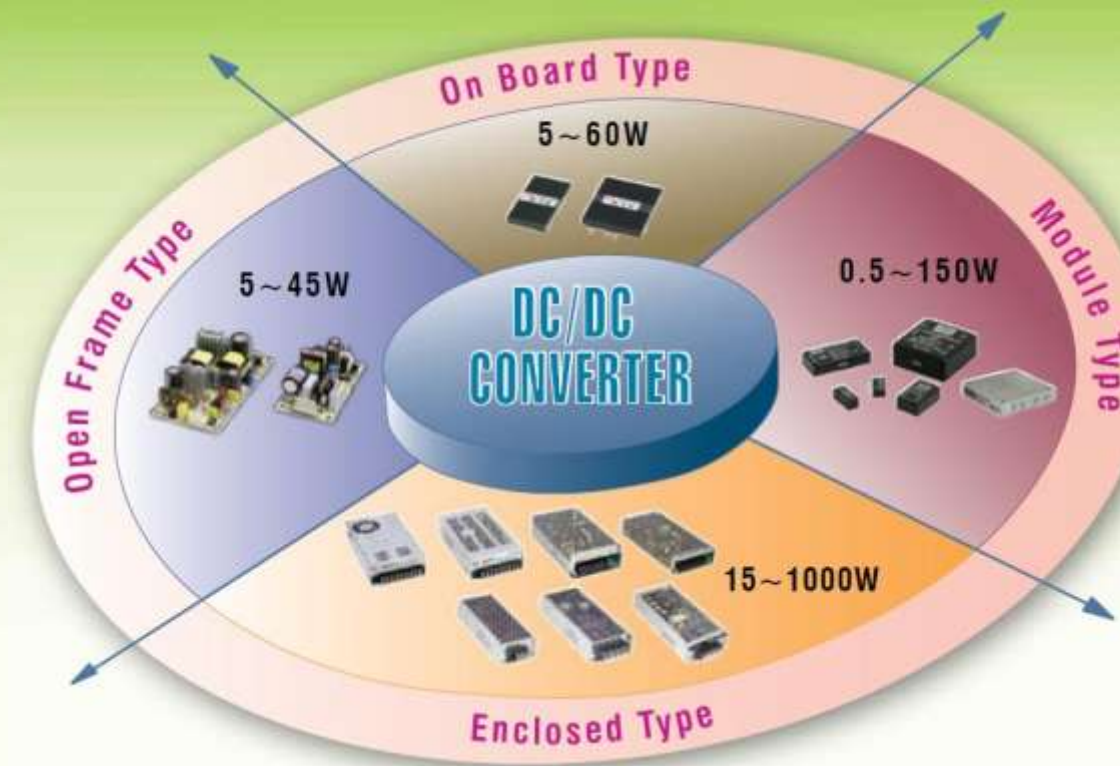 On Board Type
5~60W
Open Frame Type
5~45W
Module Type
0.5~150W
DC/DC
CONVERTER
15~1000W
Enclosed Type